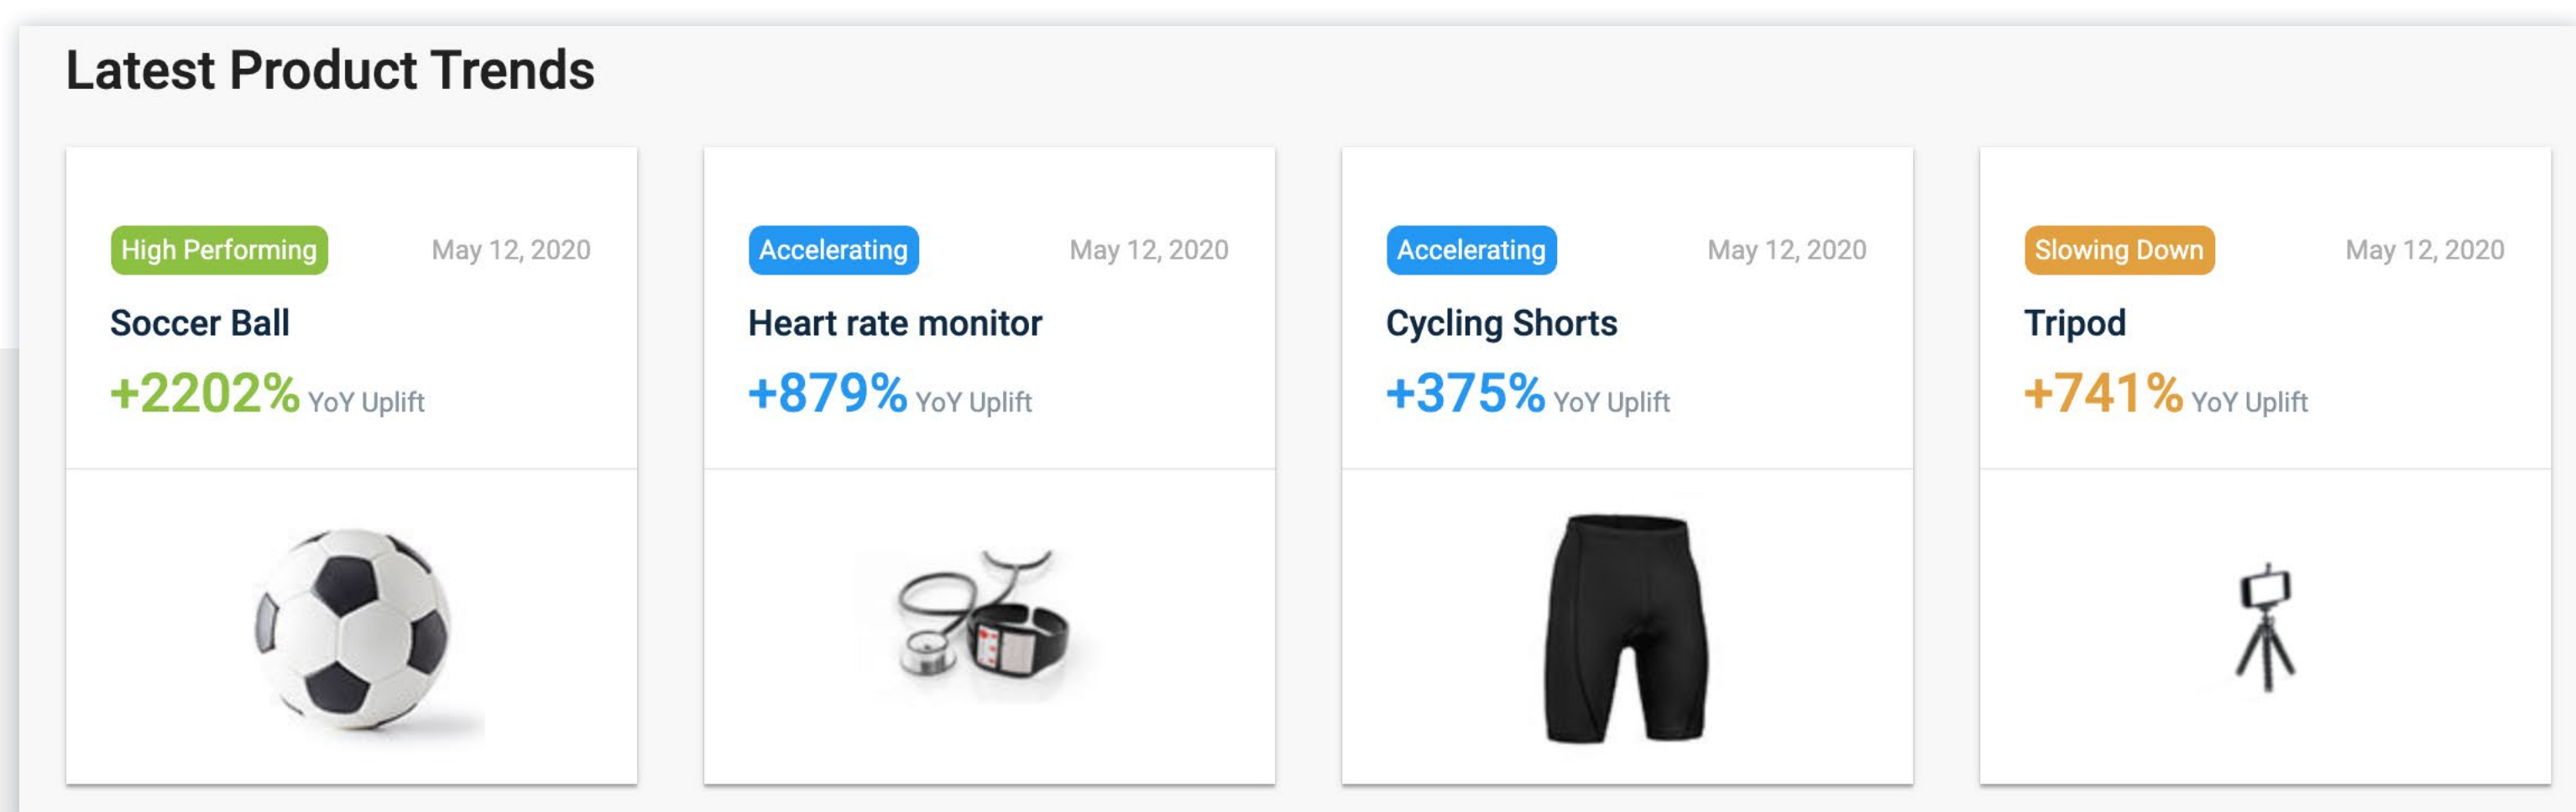 Latest Product Trends
High Performing May 12, 2020
Soccer Ball
+2202% YoY Uplift
Accelerating May 12, 2020
Heart rate monitor
+879% YoY Uplift
Accelerating May 12, 2020
Cycling Shorts
+375% YoY Uplift
Slowing Down May 12, 2020
Tripod
+741% YoY Uplift